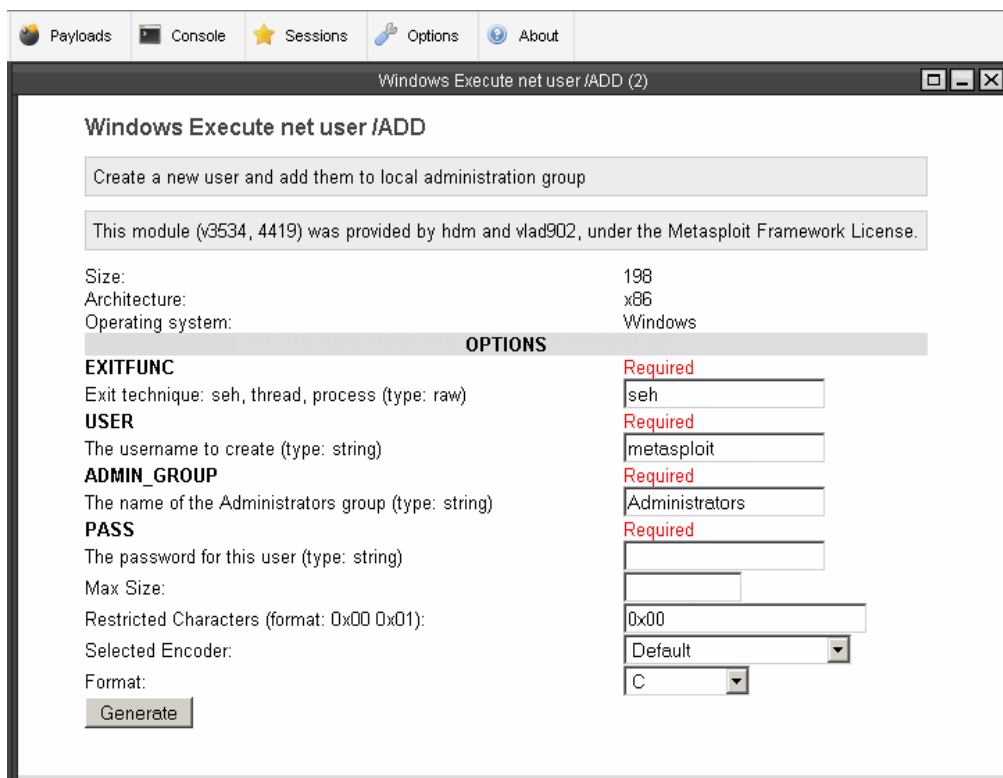 Payloads Console Sessions Options About
Windows Execute net user /ADD (2)
Windows Execute net user /ADD
Create a new user and add them to local administration group
This module (v3534, 4419) was provided by hdm and vlad902, under the Metasploit Framework License.
Size: 198
Architecture: x86
Operating system: Windows
OPTIONS
EXITFUNC Required
Exit technique: seh, thread, process (type: raw) seh
USER Required
The username to create (type: string) metasploit
ADMIN_GROUP Required
The name of the Administrators group (type: string) Administrators
PASS Required
The password for this user (type: string)
Max Size:
Restricted Characters (format: 0x00 0x01): 0x00
Selected Encoder: Default
Format: C
Generate